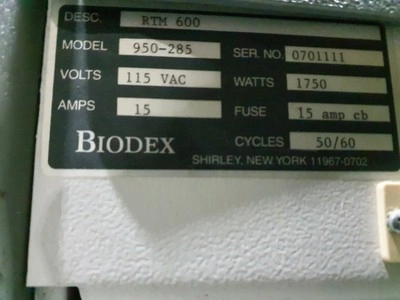 DESC. RTM 600
MODEL 950-285 SER. NO. 0701111
VOLTS 115 VAC WATTS 1750
AMPS 15 FUSE 15 amp cb
BIODEX CYCLES 50/60
SHIRLEY, NEW YORK 11967-0702